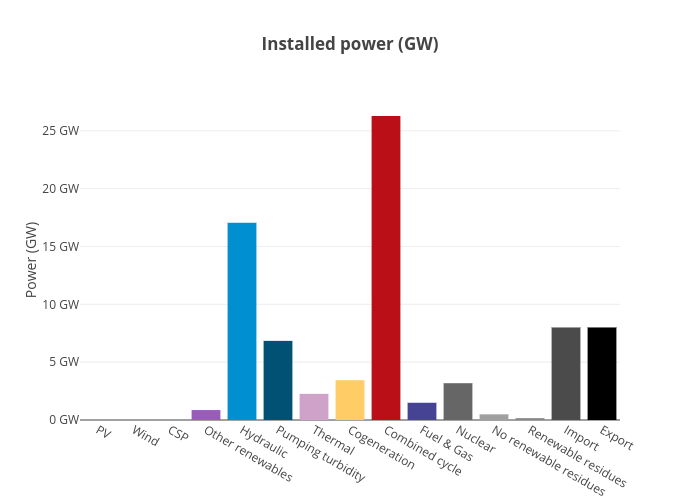 Installed power (GW)
Power (GW)
25 GW
20 GW
15 GW
10 GW
5 GW
0 GW
PV
Wind
CSP
Other renewables
Hydraulic
Pumping turbidity
Thermal
Cogeneration
Combined cycle
Fuel & Gas
Nuclear
No renewable residues
Renewable residues
Import
Export